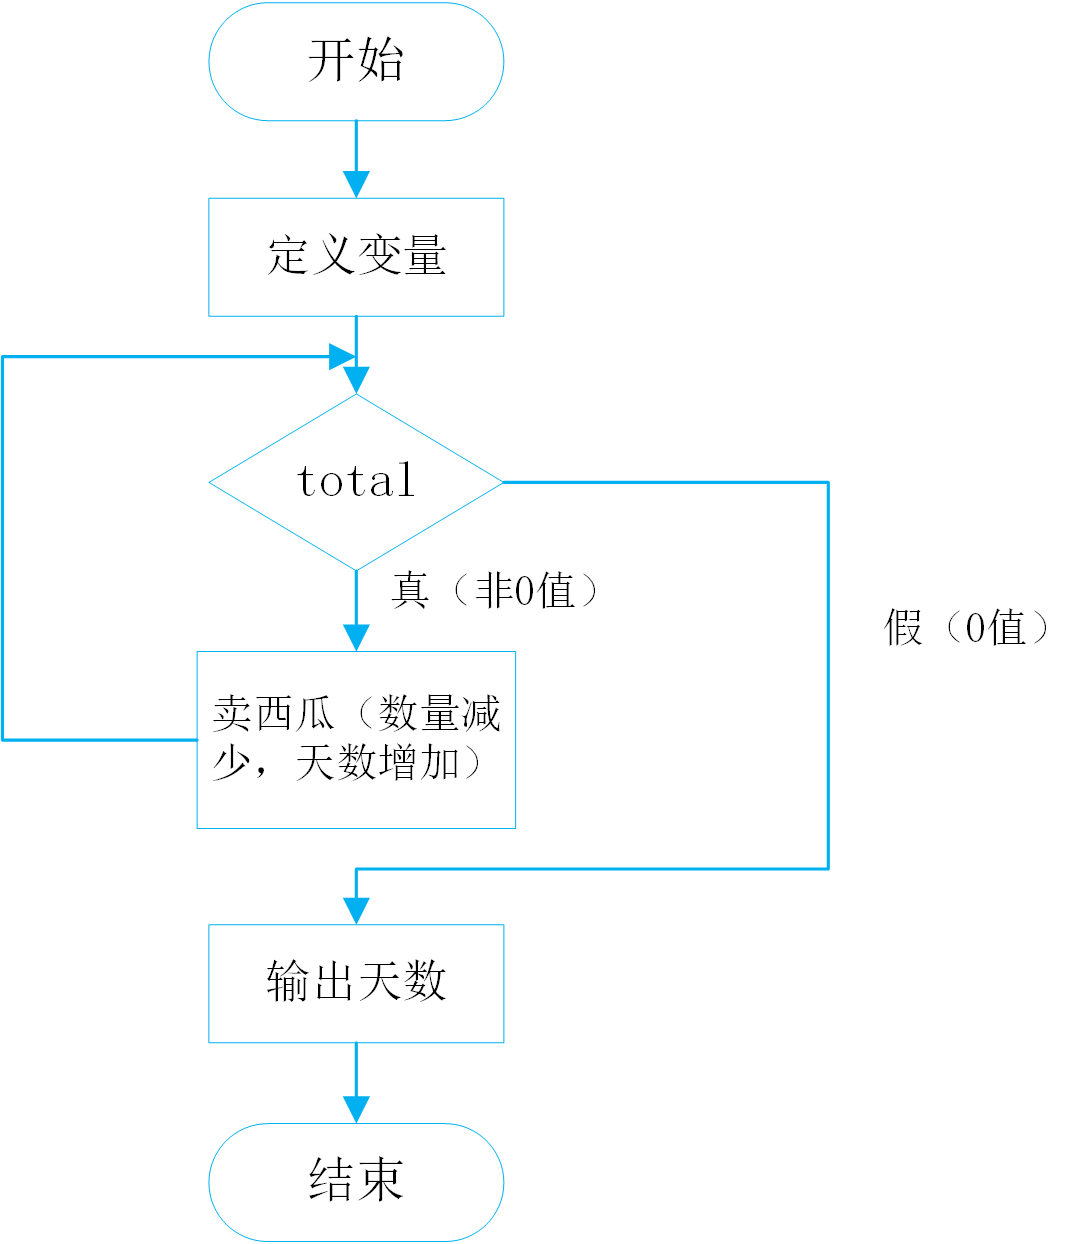 开始
定义变量
total
真（非0值）
假（0值）
卖西瓜（数量减
少，天数增加）
输出天数
结束